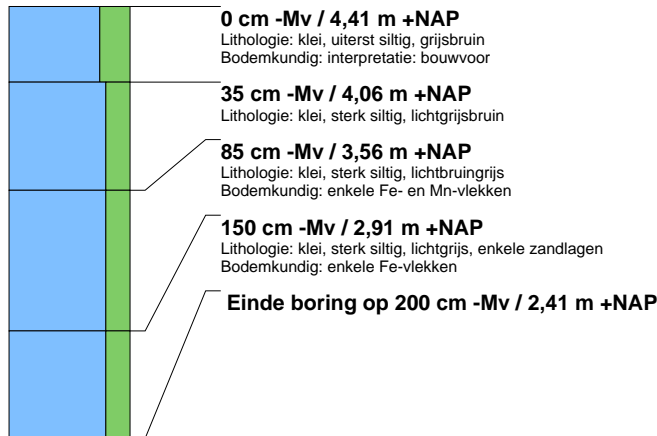 0 cm -Mv / 4,41 m +NAP
Lithologie: klei, uiterst siltig, grijsbruin
Bodemkundig: interpretatie: bouwvoor
35 cm -Mv / 4,06 m +NAP
Lithologie: klei, sterk siltig, lichtgrijsbruin
85 cm -Mv / 3,56 m +NAP
Lithologie: klei, sterk siltig, lichtbruingrijs
Bodemkundig: enkele Fe- en Mn-vlekken
150 cm -Mv / 2,91 m +NAP
Lithologie: klei, sterk siltig, lichtgrijs, enkele zandlagen
Bodemkundig: enkele Fe-vlekken
Einde boring op 200 cm -Mv / 2,41 m +NAP